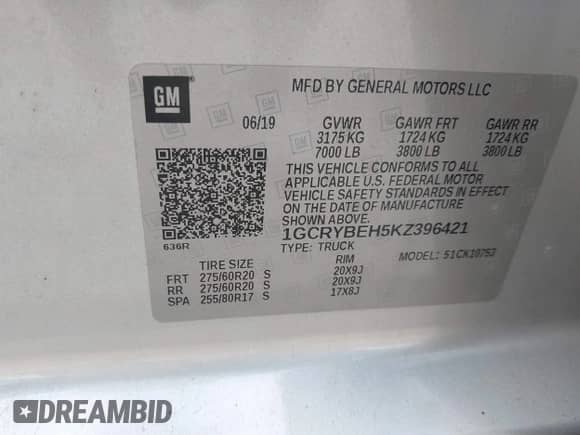 GM
MFD BY GENERAL MOTORS LLC
06/19 GVWR GAWR FRT GAWR RR
3175 KG 1724 KG 1724 KG
7000 LB 3800 LB 3800 LB
THIS VEHICLE CONFORMS TO ALL
APPLICABLE U.S. FEDERAL MOTOR
VEHICLE SAFETY STANDARDS IN EFFECT
ON THE DATE OF MANUFACTURE
SHOWN ABOVE.
1GCRYBEH5KZ396421
636R
TYPE: TRUCK MODEL: 51CK10753
TIRE SIZE RIM
FRT 275/60R20 S 20X9J
RR 275/60R20 S 20X9J
SPA 255/80R17 S 17X8J
DREAMBID